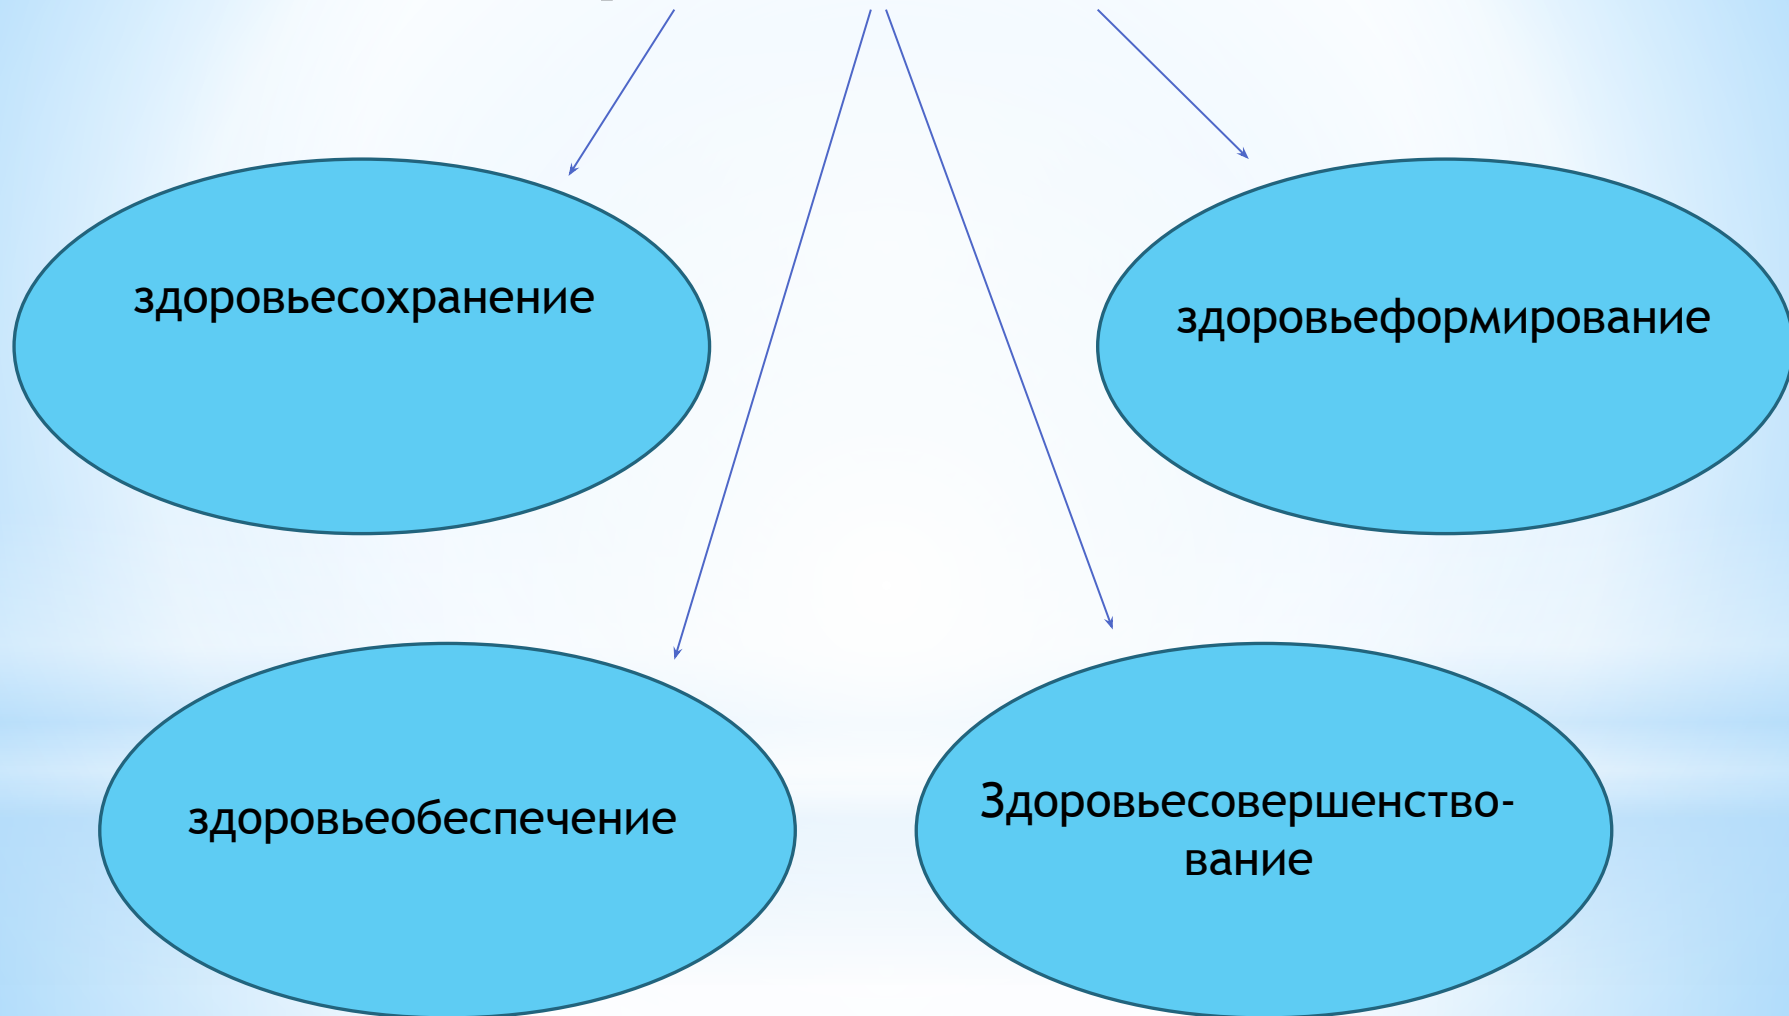 здоровьесохранение
здоровьеформирование
здоровьеобеспечение
Здоровьесовершенство-
вание